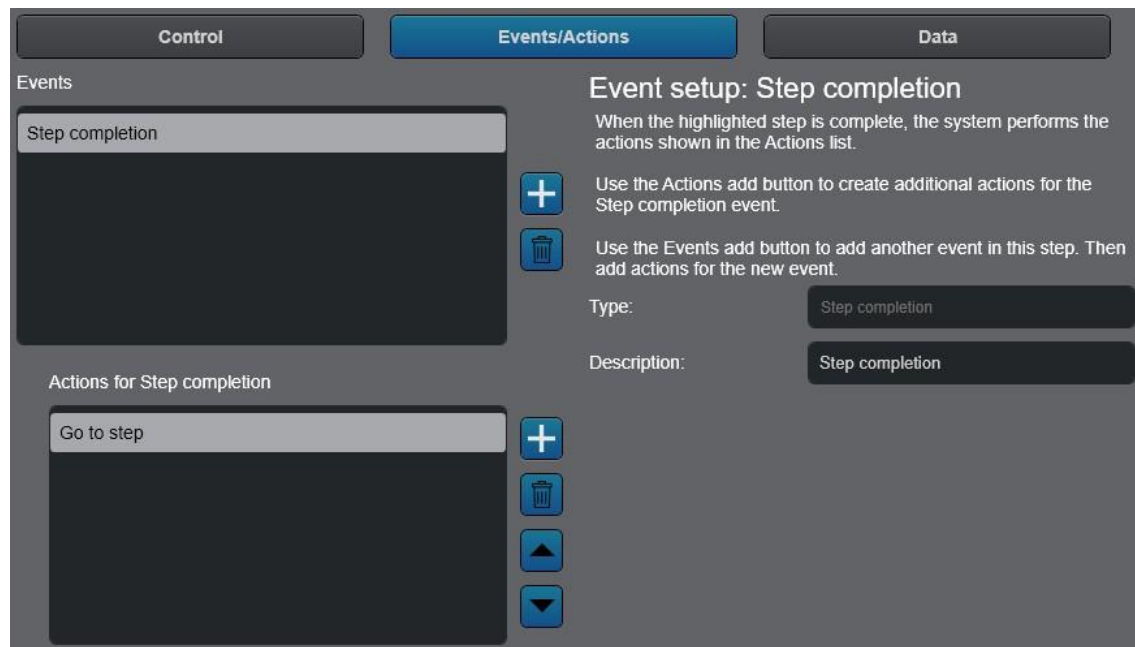 Control
Events/Actions
Data
Events
Step completion
Actions for Step completion
Go to step
Event setup: Step completion
When the highlighted step is complete, the system performs the
actions shown in the Actions list.
Use the Actions add button to create additional actions for the
Step completion event.
Use the Events add button to add another event in this step. Then
add actions for the new event.
Type:
Step completion
Description:
Step completion